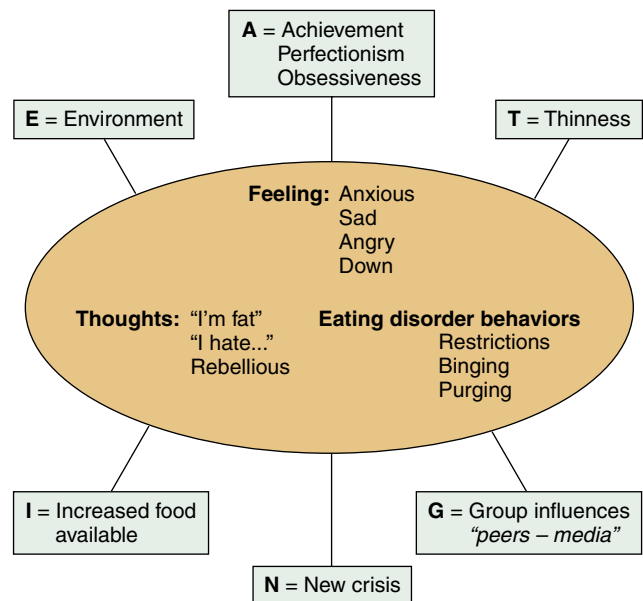 A = Achievement
Perfectionism
Obsessiveness
E = Environment
T = Thinness
Feeling: Anxious
Sad
Angry
Down
Thoughts: “I’m fat”
“I hate...”
Rebellious
Eating disorder behaviors
Restrictions
Binging
Purging
I = Increased food
available
G = Group influences
“peers – media”
N = New crisis